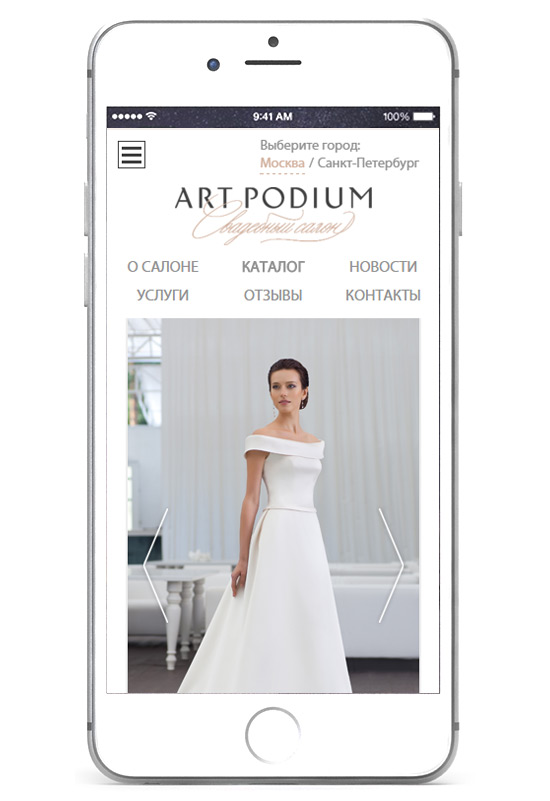 9:41 AM 100%
Выберите город:
Москва / Санкт-Петербург
ART PODIUM
Свадебный салон
О САЛОНЕ КАТАЛОГ НОВОСТИ
УСЛУГИ ОТЗЫВЫ КОНТАКТЫ